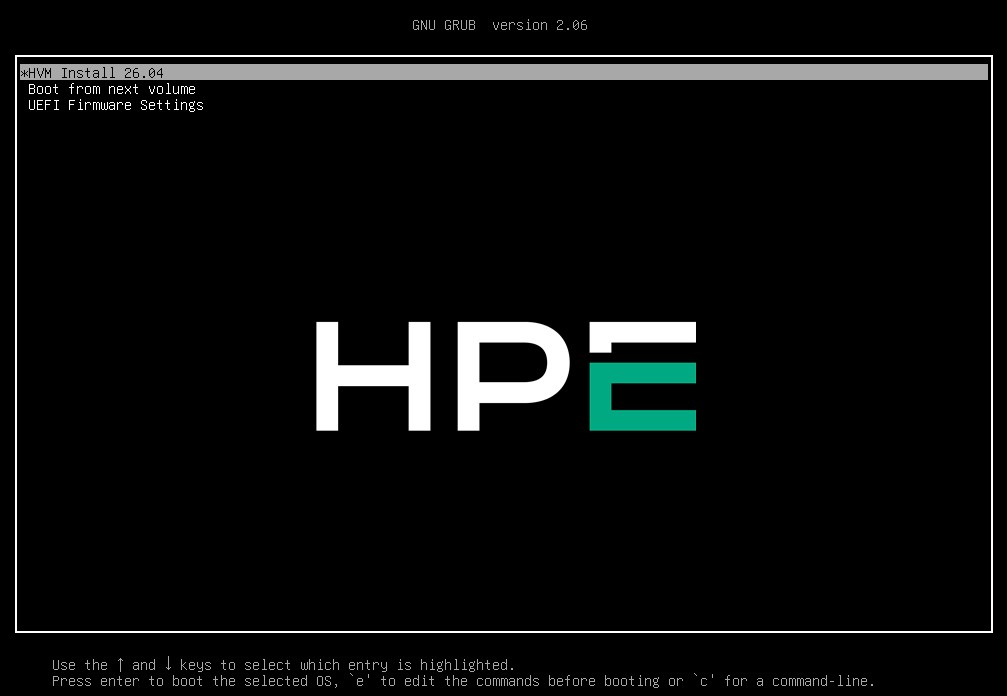 GNU GRUB  version 2.06
*HVM Install 26.04
Boot from next volume
UEFI Firmware Settings
HPE
Use the ↑ and ↓ keys to select which entry is highlighted.
Press enter to boot the selected OS, `e' to edit the commands before booting or `c' for a command-line.